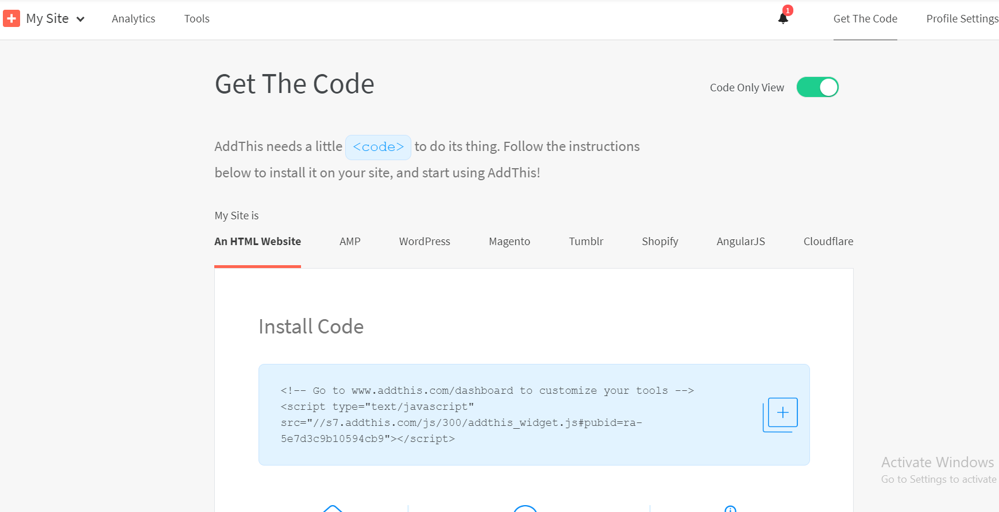 My Site
Analytics
Tools
1
Get The Code
Profile Settings
Get The Code
Code Only View
AddThis needs a little <code> to do its thing. Follow the instructions
below to install it on your site, and start using AddThis!
My Site is
An HTML Website
AMP
WordPress
Magento
Tumblr
Shopify
AngularJS
Cloudflare
Install Code
<!-- Go to www.addthis.com/dashboard to customize your tools -->
<script type="text/javascript"
src="//s7.addthis.com/js/300/addthis_widget.js#pubid=ra-
5e7d3c9b10594cb9"></script>
Activate Windows
Go to Settings to activate